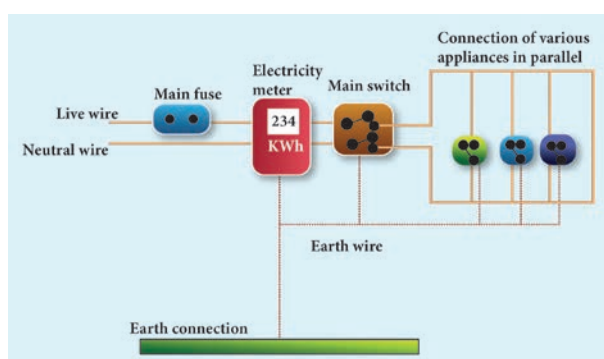 Connection of various
appliances in parallel
Electricity
meter
Main switch
Main fuse
Live wire
234
KWh
Neutral wire
Earth wire
Earth connection